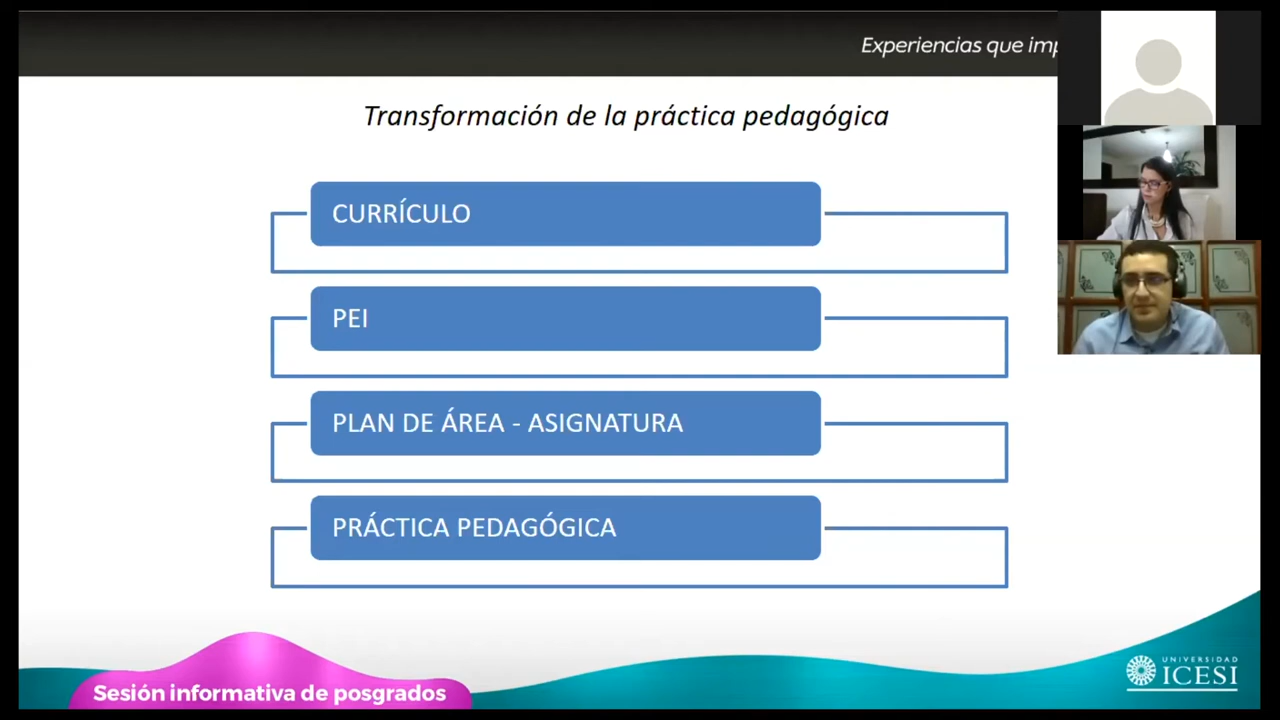 Experiencias que
Transformación de la práctica pedagógica
CURRÍCULO
PEI
PLAN DE ÁREA - ASIGNATURA
PRÁCTICA PEDAGÓGICA
Sesión informativa de posgrados
UNIVERSIDAD
ICESI